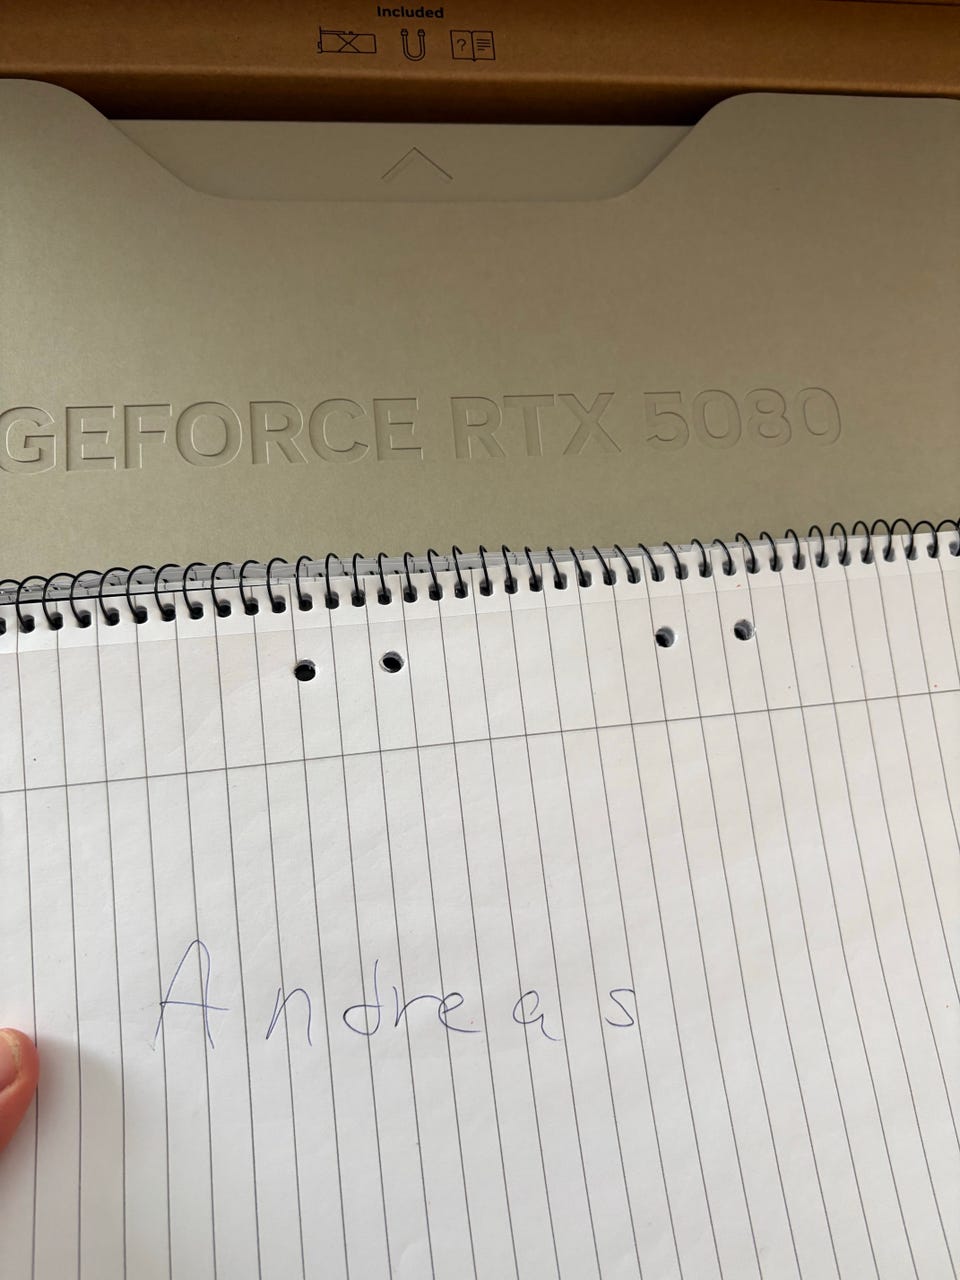 Included
GEFORCE RTX 5080
Andreas